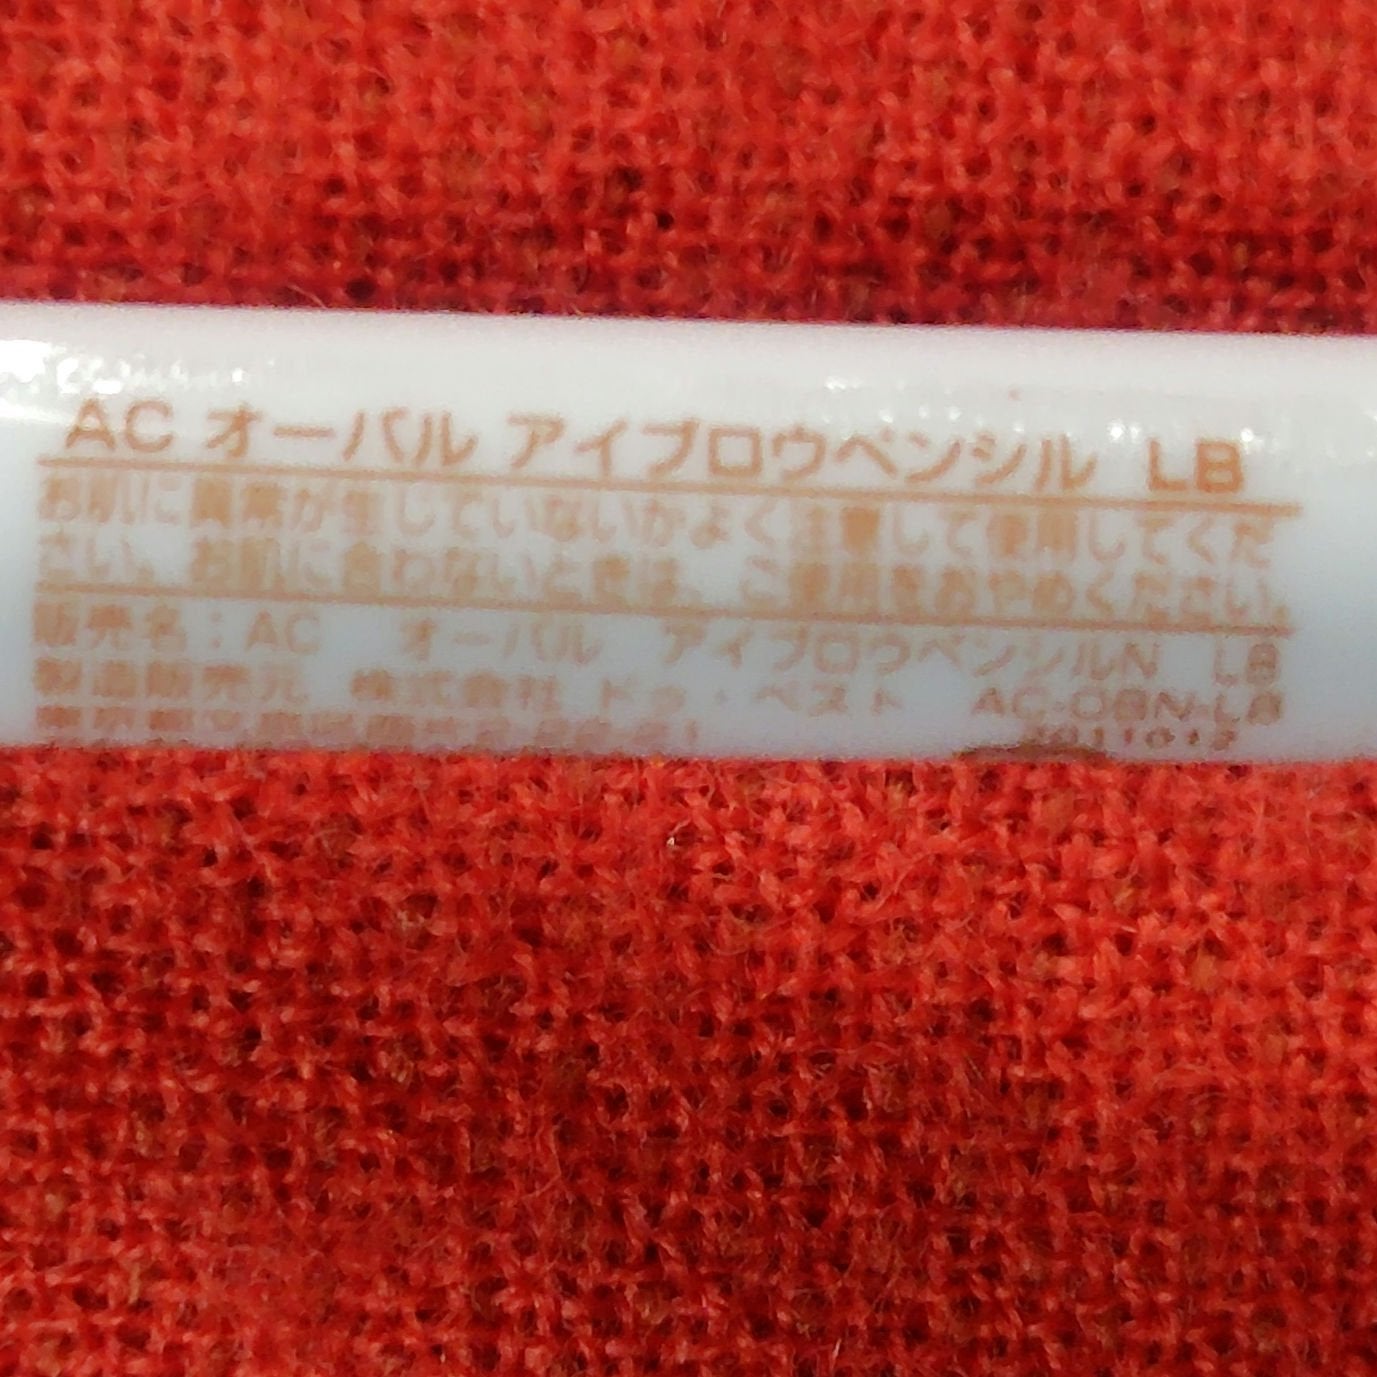 AC オーバル アイブロウペンシル LB
お肌に異常が生じていないかよく注意して使用してくだ
さい。お肌に合わないときは、ご使用をおやめください。
販売名：AC オーバル アイブロウペンシルN LB
製造販売元 株式会社 ドゥ・ベスト AC-OBN-LB